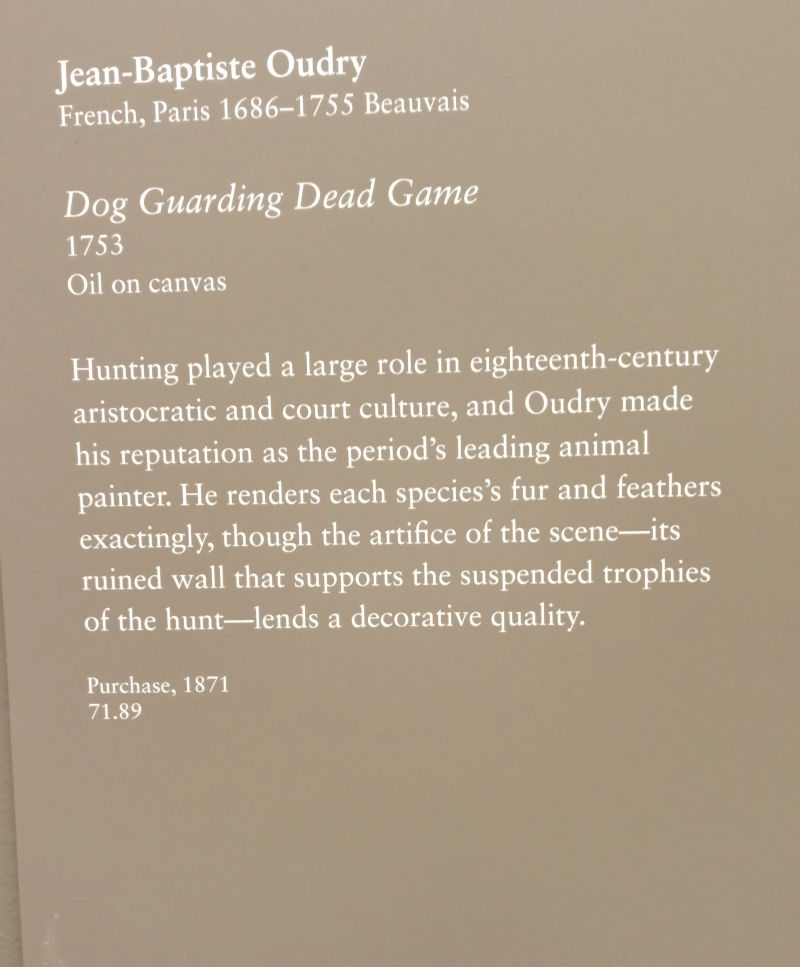 Jean-Baptiste Oudry
French, Paris 1686–1755 Beauvais
Dog Guarding Dead Game
1753
Oil on canvas
Hunting played a large role in eighteenth-century
aristocratic and court culture, and Oudry made
his reputation as the period’s leading animal
painter. He renders each species’s fur and feathers
exactingly, though the artifice of the scene—its
ruined wall that supports the suspended trophies
of the hunt—lends a decorative quality.
Purchase, 1871
71.89